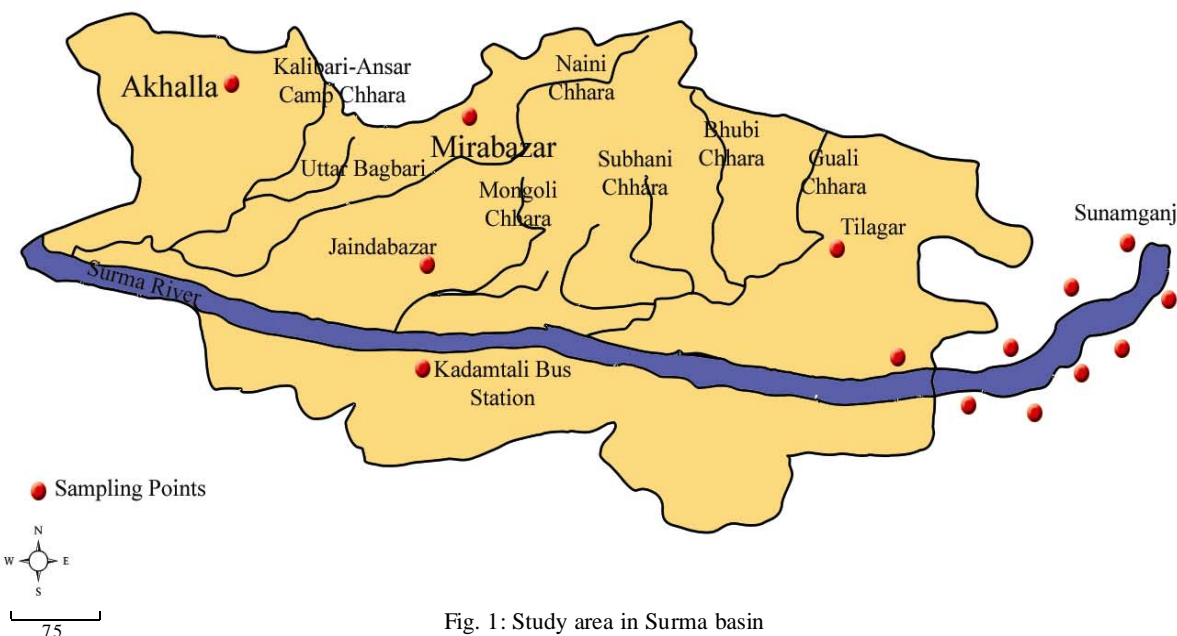 Akhalla
Kalibari-Ansar
Camp Chhara
Naini
Chhara
Mirabazar
Bhubi
Chhara
Uttar Bagbari
Subhani
Chhara
Guali
Chhara
Mongoli
Chhara
Sunamganj
Jaindabazar
Tilagar
Surma River
Kadamtali Bus
Station
Sampling Points
N
W E
S
75
Fig. 1: Study area in Surma basin